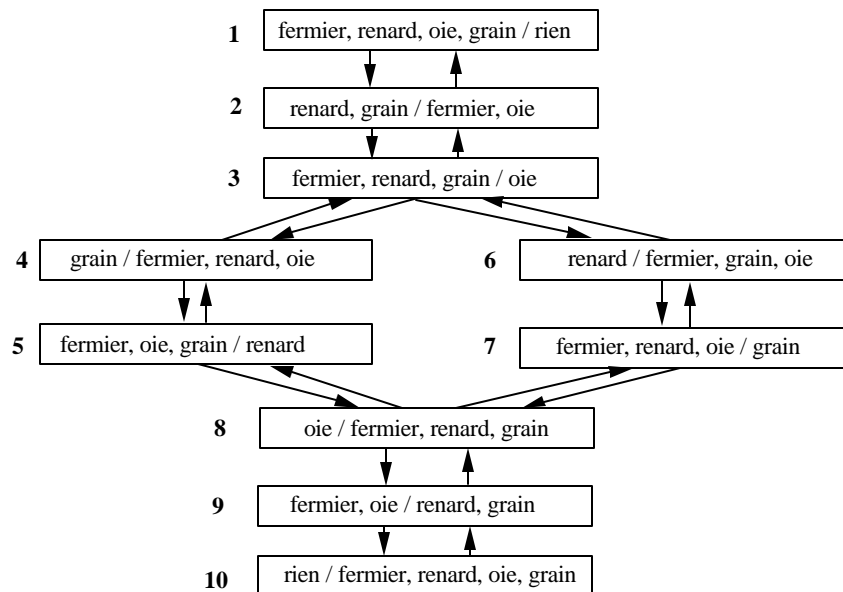 1 fermier, renard, oie, grain / rien
2 renard, grain / fermier, oie
3 fermier, renard, grain / oie
4 grain / fermier, renard, oie
6 renard / fermier, grain, oie
5 fermier, oie, grain / renard
7 fermier, renard, oie / grain
8 oie / fermier, renard, grain
9 fermier, oie / renard, grain
10 rien / fermier, renard, oie, grain